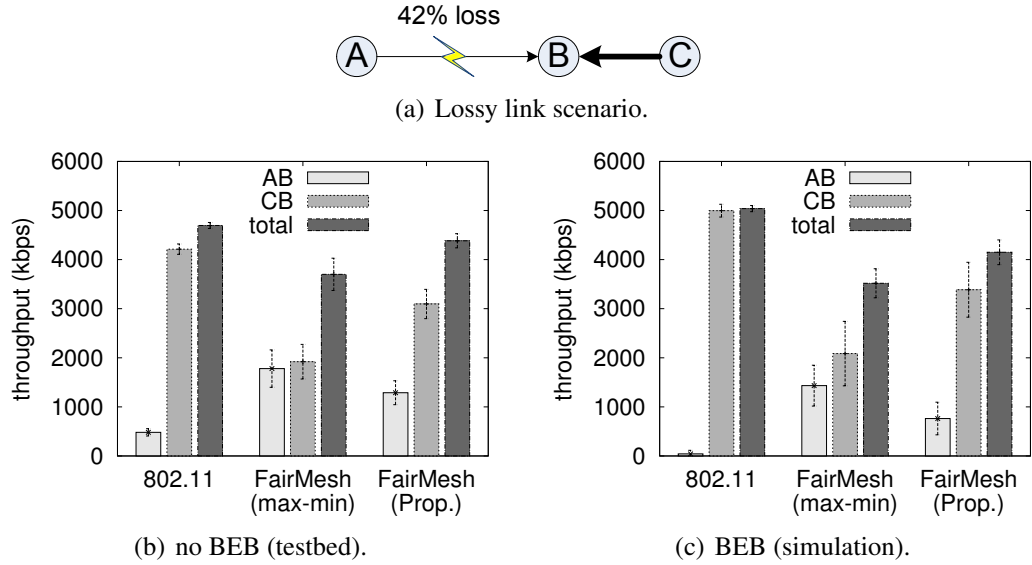 42% loss
A B C
(a) Lossy link scenario.
6000
5000
4000
3000
2000
1000
0
throughput (kbps)
AB
CB
total
802.11 FairMesh FairMesh
(max-min) (Prop.)
(b) no BEB (testbed).
6000
5000
4000
3000
2000
1000
0
throughput (kbps)
AB
CB
total
802.11 FairMesh FairMesh
(max-min) (Prop.)
(c) BEB (simulation).